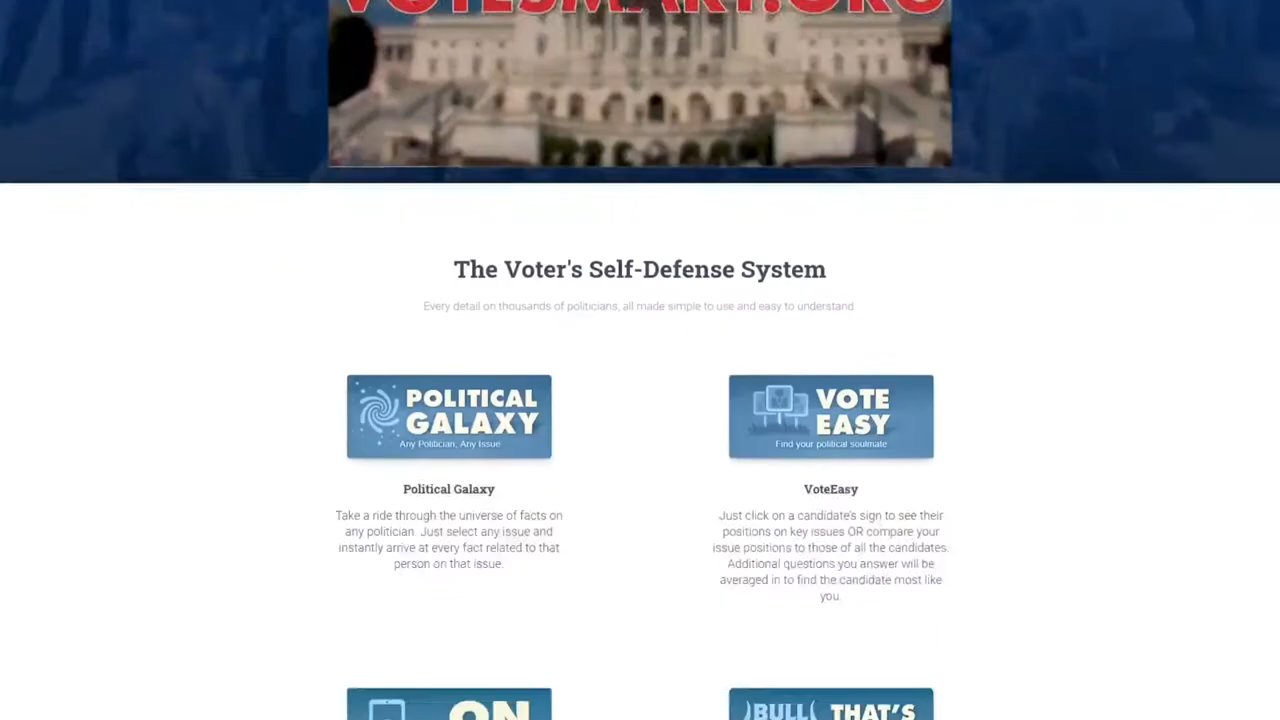 VOTESMART.ORG
The Voter's Self-Defense System
Every detail on thousands of politicians, all made simple to use and easy to understand
POLITICAL
GALAXY
Any Politician, Any Issue
VOTE
EASY
Find your political soulmate
Political Galaxy
Take a ride through the universe of facts on
any politician. Just select any issue and
instantly arrive at every fact related to that
person on that issue.
VoteEasy
Just click on a candidate's sign to see their
positions on key issues OR compare your
issue positions to those of all the candidates.
Additional questions you answer will be
averaged in to find the candidate most like
you.
ON
BULL
THAT'S